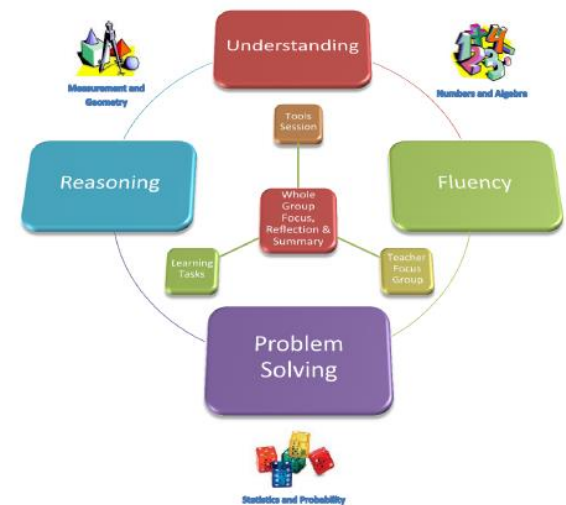 Understanding
Measurement and
Geometry
Numbers and Algebra
Tools
Session
Reasoning
Fluency
Whole
Group
Focus,
Reflection &
Summary
Learning
Tasks
Teacher
Focus
Group
Problem
Solving
Statistics and Probability